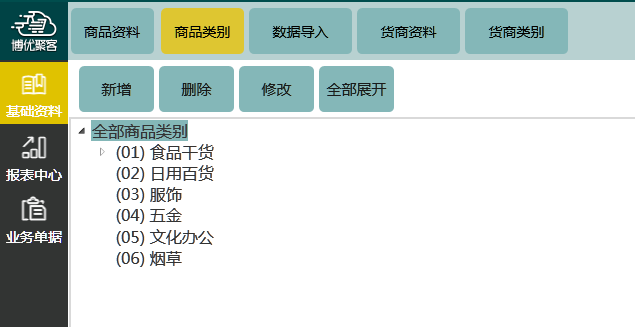 博优聚客
商品资料 商品类别 数据导入 货商资料 货商类别
基础资料
报表中心
业务单据
新增 删除 修改 全部展开
全部商品类别
(01) 食品干货
(02) 日用百货
(03) 服饰
(04) 五金
(05) 文化办公
(06) 烟草